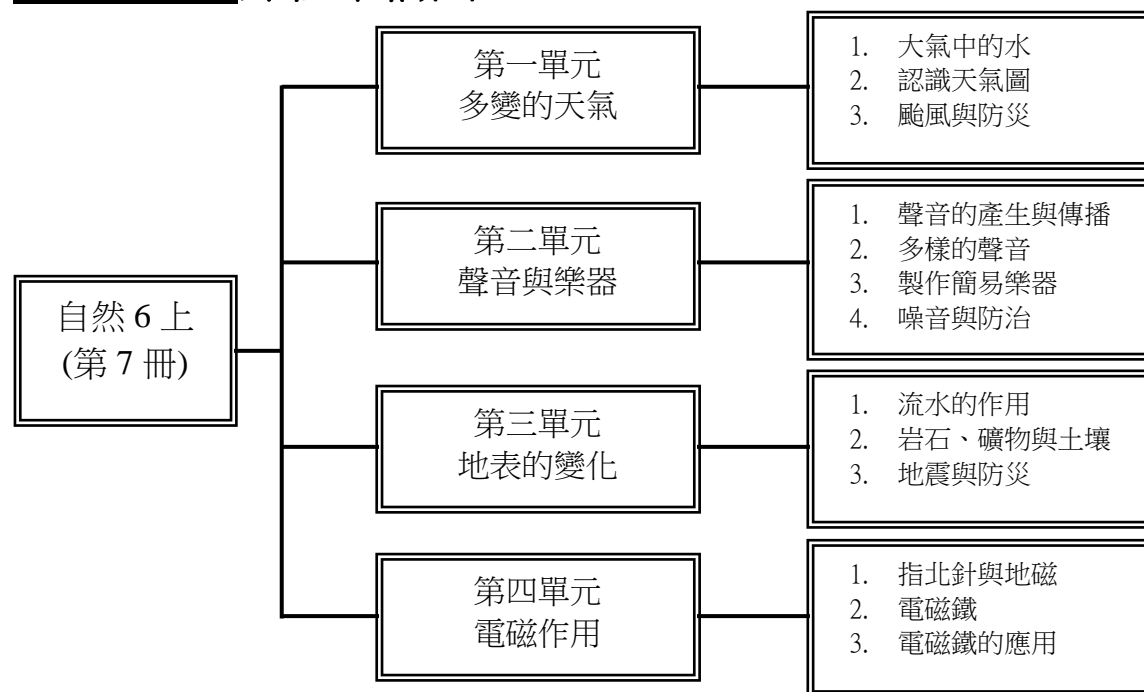 自然 6 上
(第 7 冊)
第一單元
多變的天氣
1. 大氣中的水
2. 認識天氣圖
3. 颱風與防災
第二單元
聲音與樂器
1. 聲音的產生與傳播
2. 多樣的聲音
3. 製作簡易樂器
4. 噪音與防治
第三單元
地表的變化
1. 流水的作用
2. 岩石、礦物與土壤
3. 地震與防災
第四單元
電磁作用
1. 指北針與地磁
2. 電磁鐵
3. 電磁鐵的應用